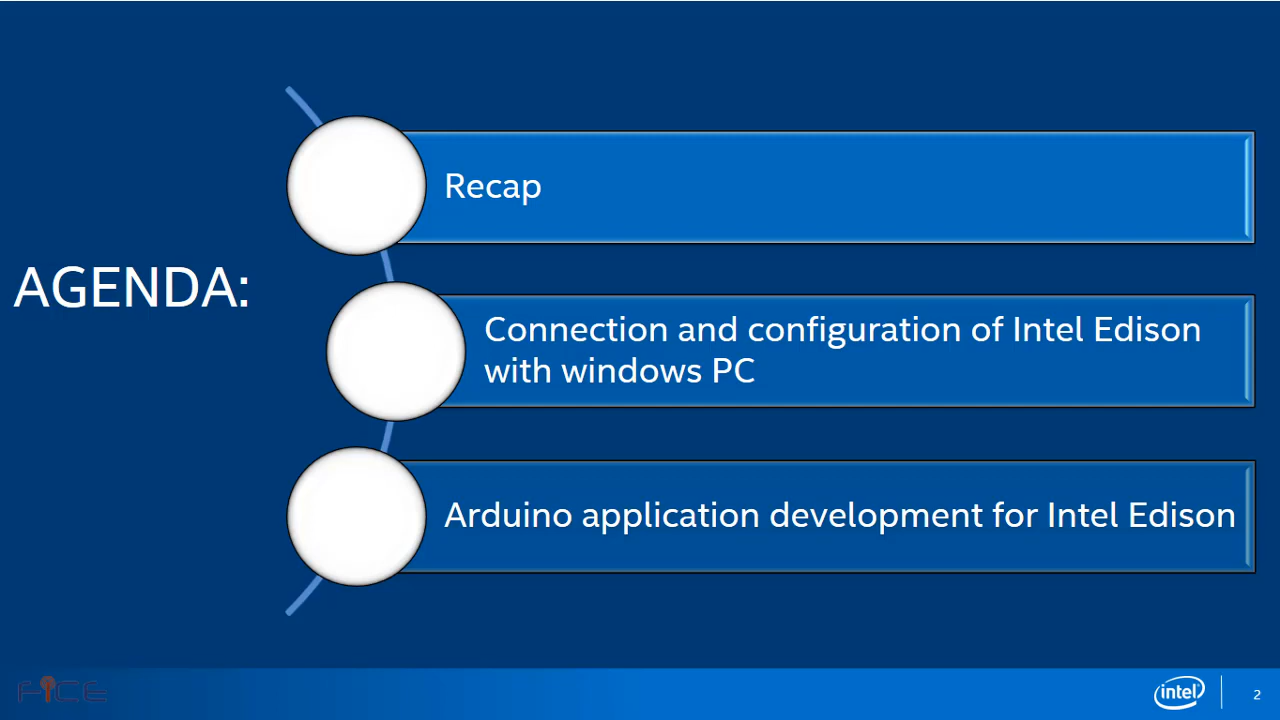 AGENDA:
Recap
Connection and configuration of Intel Edison
with windows PC
Arduino application development for Intel Edison
FICE
intel
2